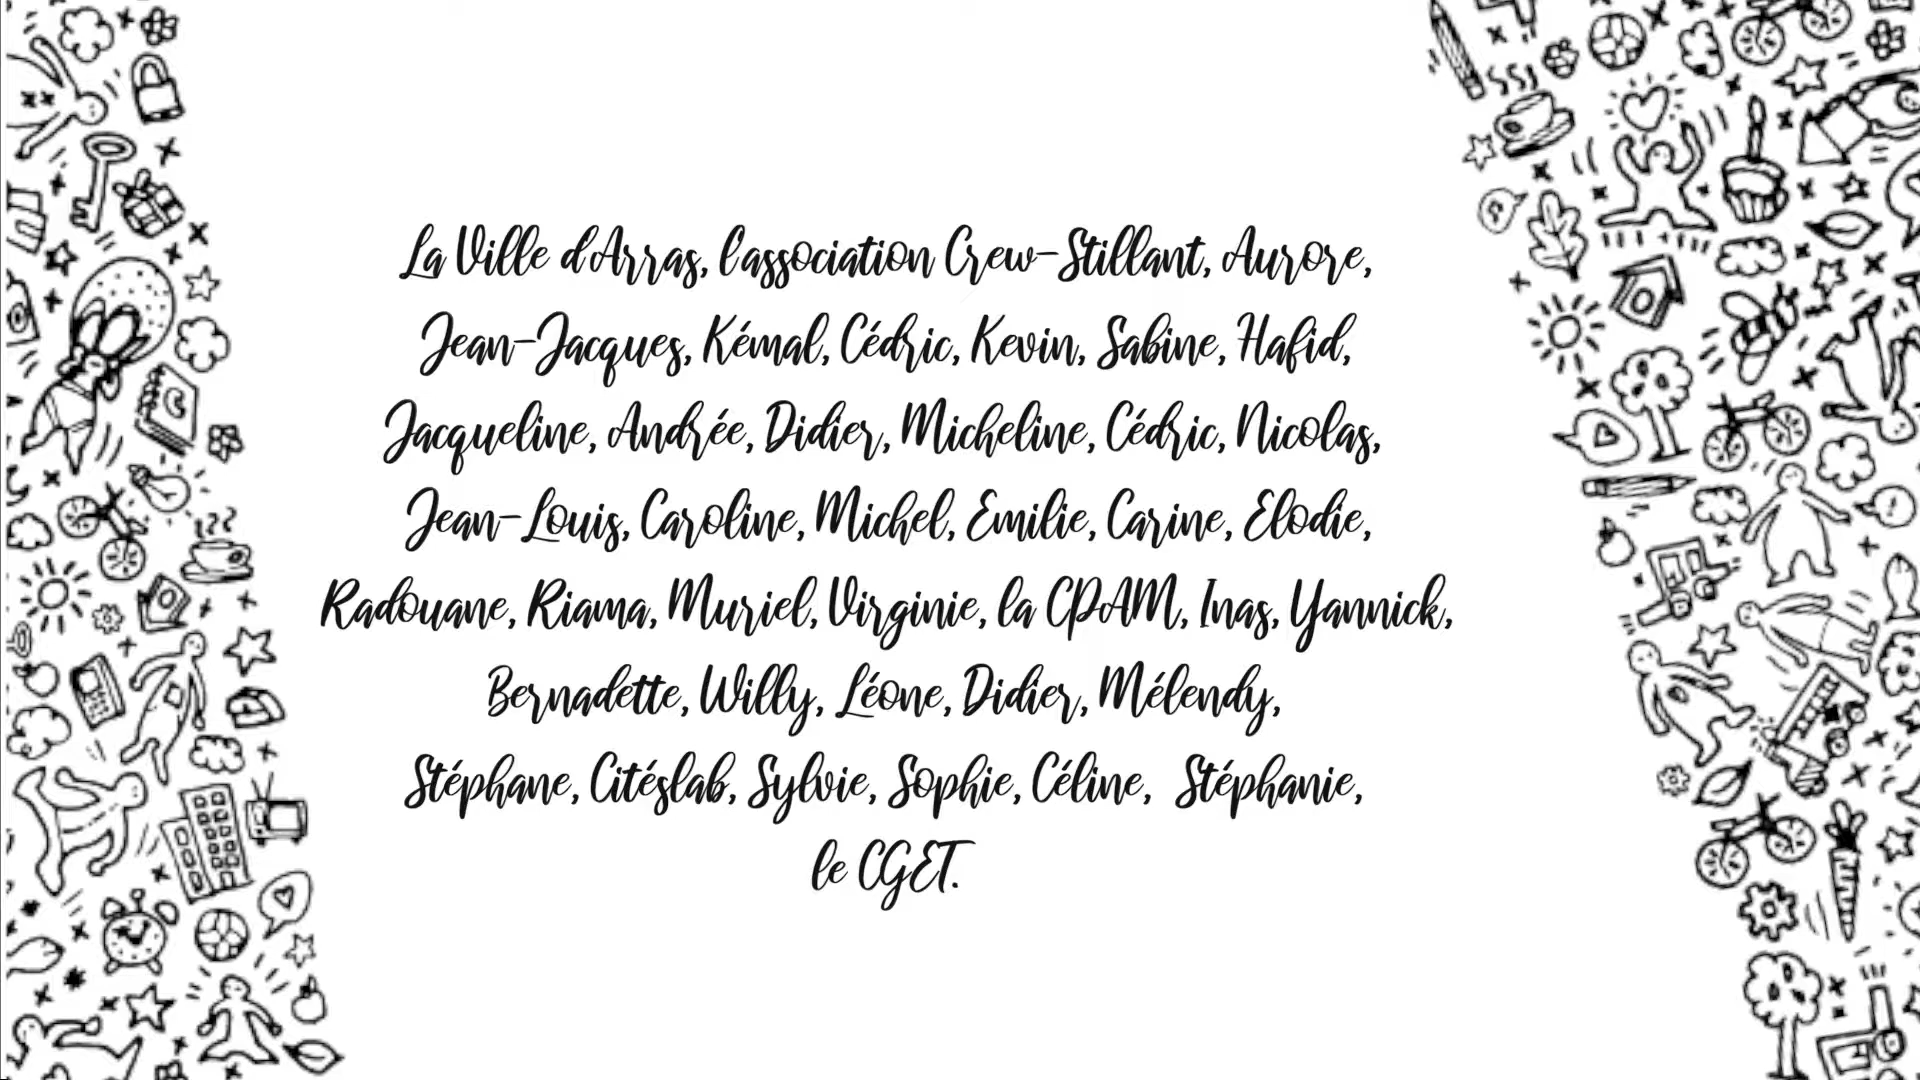 La Ville d'Arras, l'association Crew-Stillant, Aurore,
Jean-Jacques, Kémal, Cédric, Kevin, Sabine, Hafid,
Jacqueline, Andrée, Didier, Micheline, Cédric, Nicolas,
Jean-Louis, Caroline, Michel, Emilie, Carine, Elodie,
Radouane, Riama, Muriel, Virginie, la CPAM, Inas, Yannick,
Bernadette, Willy, Léone, Didier, Mélendy,
Stéphane, Citéslab, Sylvie, Sophie, Céline, Stéphanie,
le CGET.